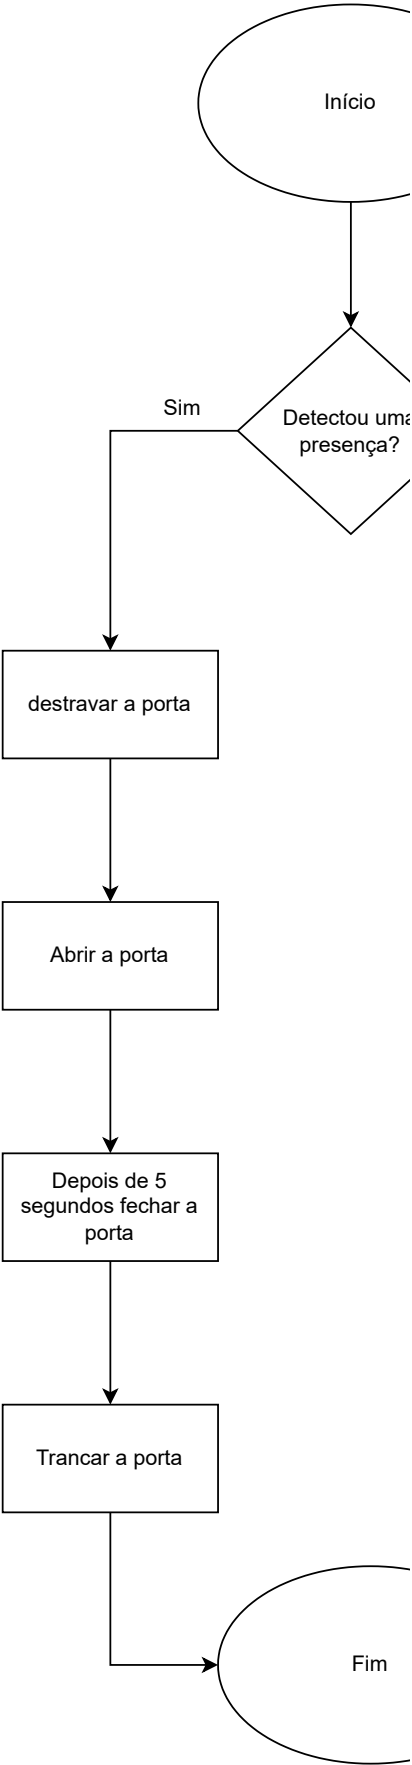 Início
Sim
Detectou uma
presença?
destravar a porta
Abrir a porta
Depois de 5
segundos fechar a
porta
Trancar a porta
Fim